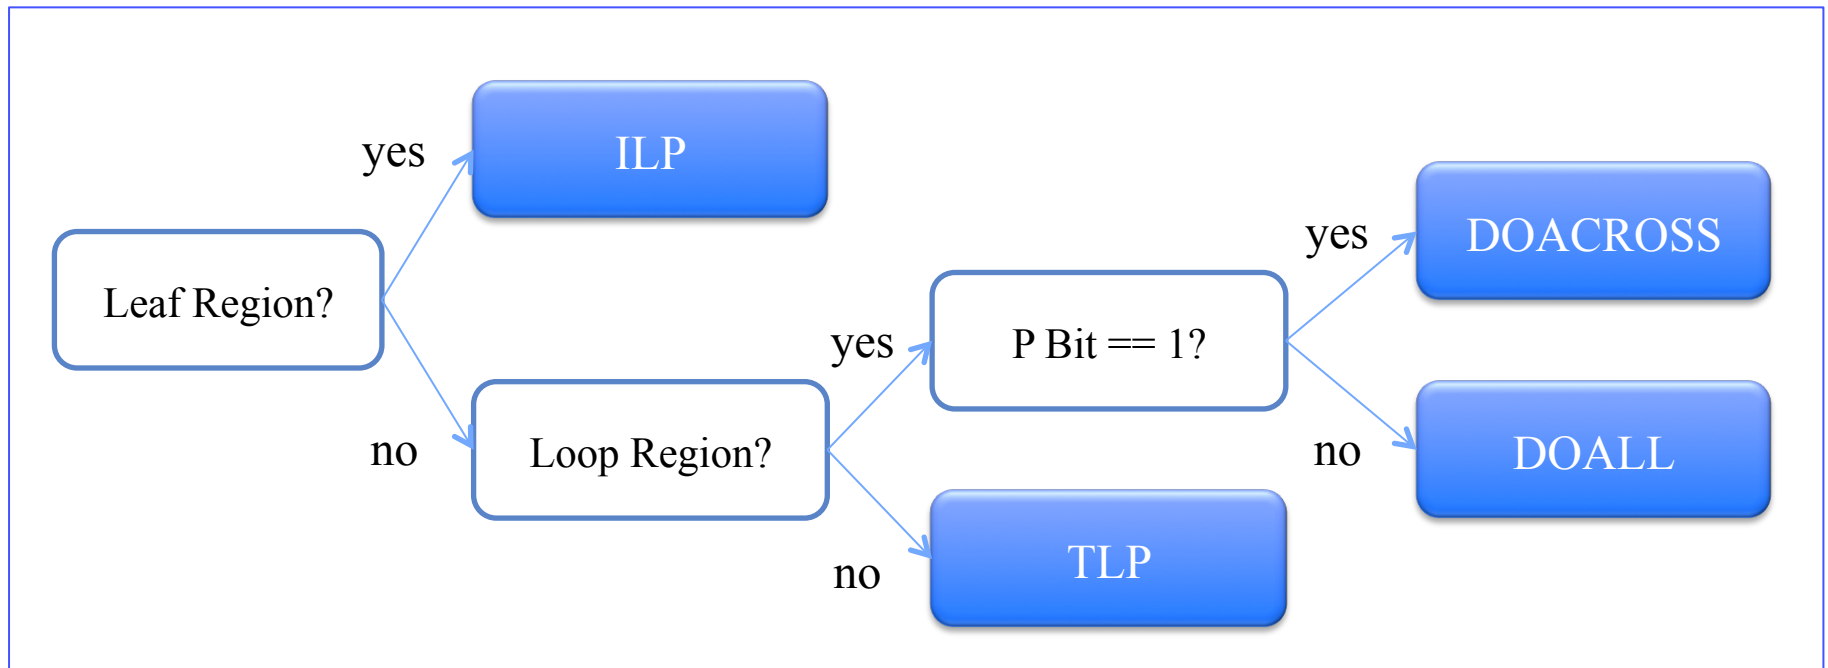 Leaf Region?
yes
ILP
no
Loop Region?
yes
P Bit == 1?
yes
DOACROSS
no
DOALL
no
TLP